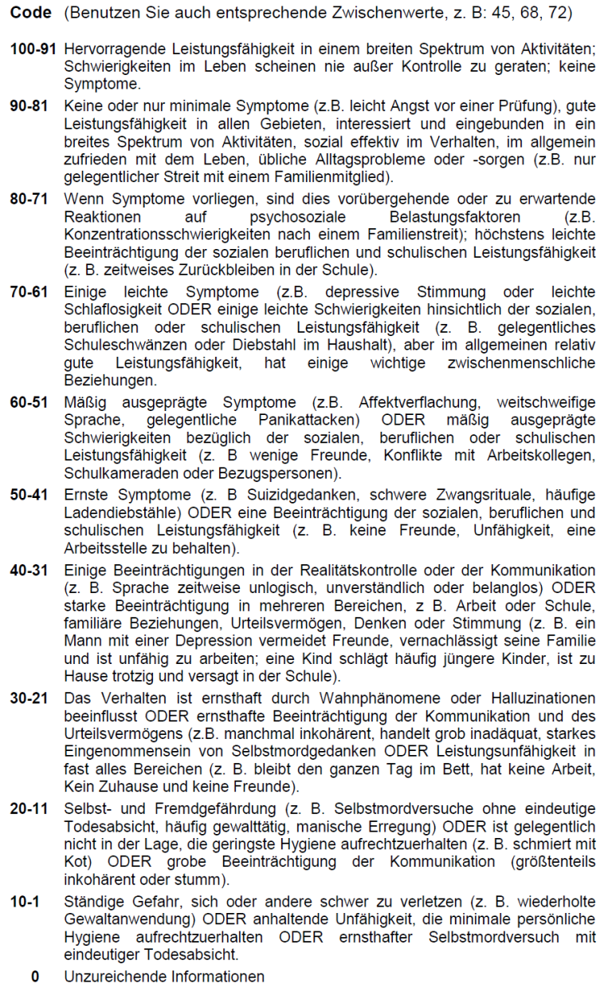 Code (Benutzen Sie auch entsprechende Zwischenwerte, z. B: 45, 68, 72)
100-91 Hervorragende Leistungsfähigkeit in einem breiten Spektrum von Aktivitäten;
Schwierigkeiten im Leben scheinen nie außer Kontrolle zu geraten; keine
Symptome.
90-81 Keine oder nur minimale Symptome (z.B. leicht Angst vor einer Prüfung), gute
Leistungsfähigkeit in allen Gebieten, interessiert und eingebunden in ein
breites Spektrum von Aktivitäten, sozial effektiv im Verhalten, im allgemein
zufrieden mit dem Leben, übliche Alltagsprobleme oder -sorgen (z.B. nur
gelegentlicher Streit mit einem Familienmitglied).
80-71 Wenn Symptome vorliegen, sind dies vorübergehende oder zu erwartende
Reaktionen auf psychosoziale Belastungsfaktoren (z.B.
Konzentrationsschwierigkeiten nach einem Familienstreit); höchstens leichte
Beeinträchtigung der sozialen beruflichen und schulischen Leistungsfähigkeit
(z. B. zeitweises Zurückbleiben in der Schule).
70-61 Einige leichte Symptome (z.B. depressive Stimmung oder leichte
Schlaflosigkeit ODER einige leichte Schwierigkeiten hinsichtlich der sozialen,
beruflichen oder schulischen Leistungsfähigkeit (z. B. gelegentliches
Schuleschwänzen oder Diebstahl im Haushalt), aber im allgemeinen relativ
gute Leistungsfähigkeit, hat einige wichtige zwischenmenschliche
Beziehungen.
60-51 Mäßig ausgeprägte Symptome (z.B. Affektverflachung, weitschweifige
Sprache, gelegentliche Panikattacken) ODER mäßig ausgeprägte
Schwierigkeiten bezüglich der sozialen, beruflichen oder schulischen
Leistungsfähigkeit (z. B wenige Freunde, Konflikte mit Arbeitskollegen,
Schulkameraden oder Bezugspersonen).
50-41 Ernste Symptome (z. B Suizidgedanken, schwere Zwangsrituale, häufige
Ladendiebstähle) ODER eine Beeinträchtigung der sozialen, beruflichen und
schulischen Leistungsfähigkeit (z. B. keine Freunde, Unfähigkeit, eine
Arbeitsstelle zu behalten).
40-31 Einige Beeinträchtigungen in der Realitätskontrolle oder der Kommunikation
(z. B. Sprache zeitweise unlogisch, unverständlich oder belanglos) ODER
starke Beeinträchtigung in mehreren Bereichen, z B. Arbeit oder Schule,
familiäre Beziehungen, Urteilsvermögen, Denken oder Stimmung (z. B. ein
Mann mit einer Depression vermeidet Freunde, vernachlässigt seine Familie
und ist unfähig zu arbeiten; eine Kind schlägt häufig jüngere Kinder, ist zu
Hause trotzig und versagt in der Schule).
30-21 Das Verhalten ist ernsthaft durch Wahnphänomene oder Halluzinationen
beeinflusst ODER ernsthafte Beeinträchtigung der Kommunikation und des
Urteilsvermögens (z.B. manchmal inkohärent, handelt grob inadäquat, starkes
Eingenommensein von Selbstmordgedanken ODER Leistungsunfähigkeit in
fast alles Bereichen (z. B. bleibt den ganzen Tag im Bett, hat keine Arbeit,
Kein Zuhause und keine Freunde).
20-11 Selbst- und Fremdgefährdung (z. B. Selbstmordversuche ohne eindeutige
Todesabsicht, häufig gewalttätig, manische Erregung) ODER ist gelegentlich
nicht in der Lage, die geringste Hygiene aufrechtzuerhalten (z. B. schmiert mit
Kot) ODER grobe Beeinträchtigung der Kommunikation (größtenteils
inkohärent oder stumm).
10-1 Ständige Gefahr, sich oder andere schwer zu verletzen (z. B. wiederholte
Gewaltanwendung) ODER anhaltende Unfähigkeit, die minimale persönliche
Hygiene aufrechtzuerhalten ODER ernsthafter Selbstmordversuch mit
eindeutiger Todesabsicht.
0 Unzureichende Informationen